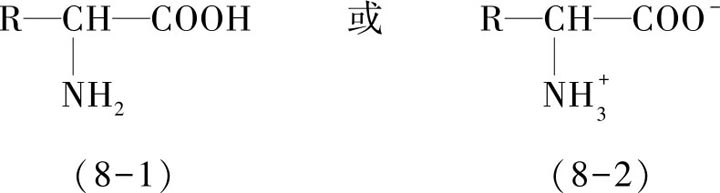 R—CH—COOH 或 R—CH—COO⁻
NH₂ NH₃⁺
(8-1) (8-2)